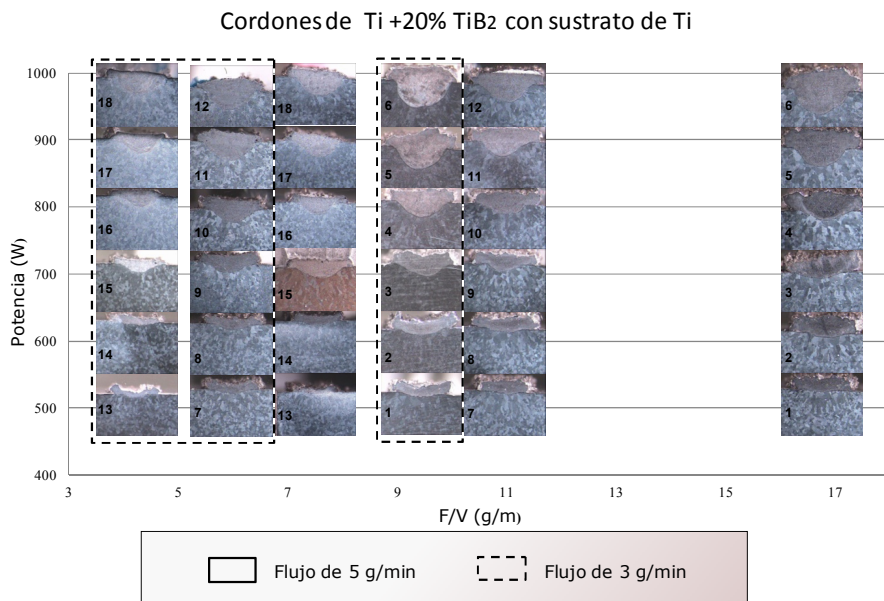 Cordones de Ti +20% TiB2 con sustrato de Ti
Potencia (W)
1000
900
800
700
600
500
400
18 12 18 6 12 6
17 11 17 5 11 5
16 10 16 4 10 4
15 9 15 3 9 3
14 8 14 2 8 2
13 7 13 1 7 1
3 5 7 9 11 13 15 17
F/V (g/m)
Flujo de 5 g/min Flujo de 3 g/min